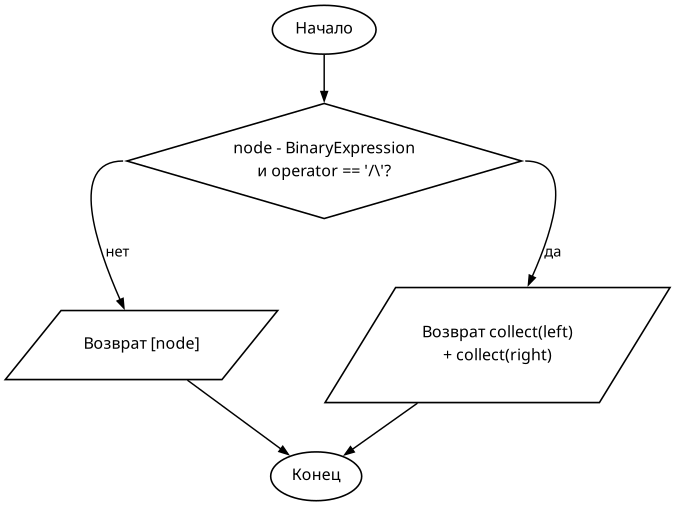 Начало
node - BinaryExpression
и operator == '/\'?
нет
да
Возврат [node]
Возврат collect(left)
+ collect(right)
Конец